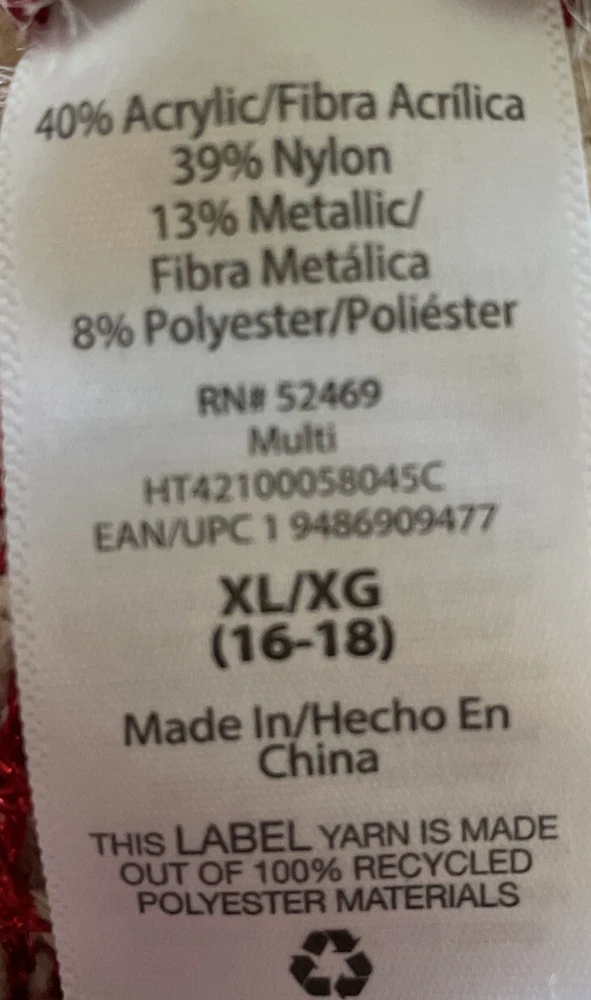 40% Acrylic/Fibra Acrílica
39% Nylon
13% Metallic/
Fibra Metálica
8% Polyester/Poliéster
RN# 52469
Multi
HT42100058045C
EAN/UPC 1 9486909477
XL/XG
(16-18)
Made In/Hecho En
China
THIS LABEL YARN IS MADE
OUT OF 100% RECYCLED
POLYESTER MATERIALS